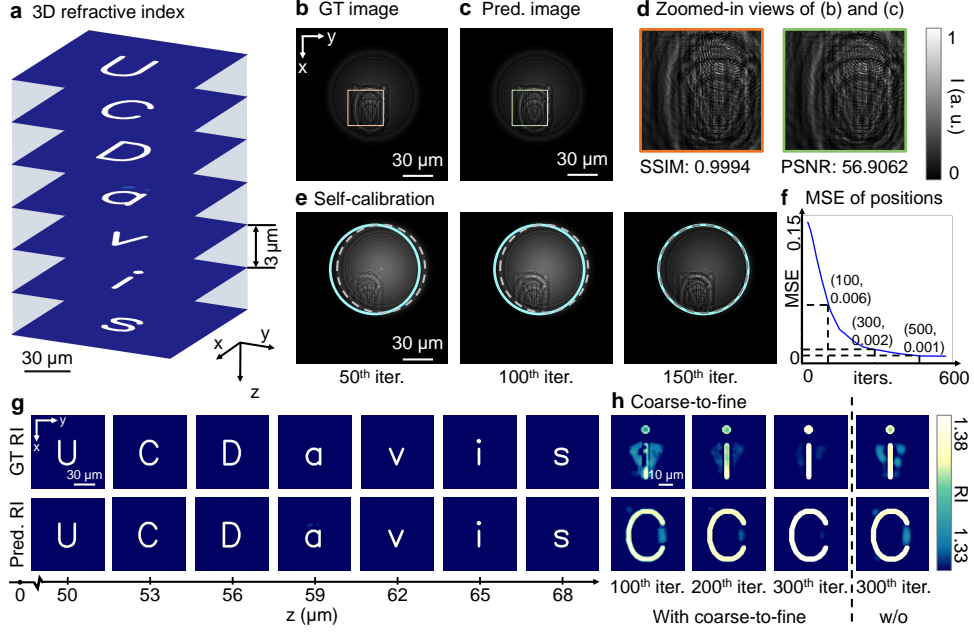 a 3D refractive index
U
C
D
a
v
i
s
3 μm
30 μm
x
y
z
b GT image
y
x
30 μm
c Pred. image
30 μm
d Zoomed-in views of (b) and (c)
SSIM: 0.9994
PSNR: 56.9062
1
I (a. u.)
0
e Self-calibration
30 μm
50th iter.
100th iter.
150th iter.
f MSE of positions
0.15
MSE
0
(100, 0.006)
(300, 0.002)
(500, 0.001)
0 iters. 600
g
GT RI
y
x
30 μm
U C D a v i s
Pred. RI
U C D a v i s
0 50 53 56 59 62 65 68
z (μm)
h Coarse-to-fine
10 μm
i i i i
C C C C
100th iter. 200th iter. 300th iter. 300th iter.
With coarse-to-fine w/o
1.38
RI
1.33